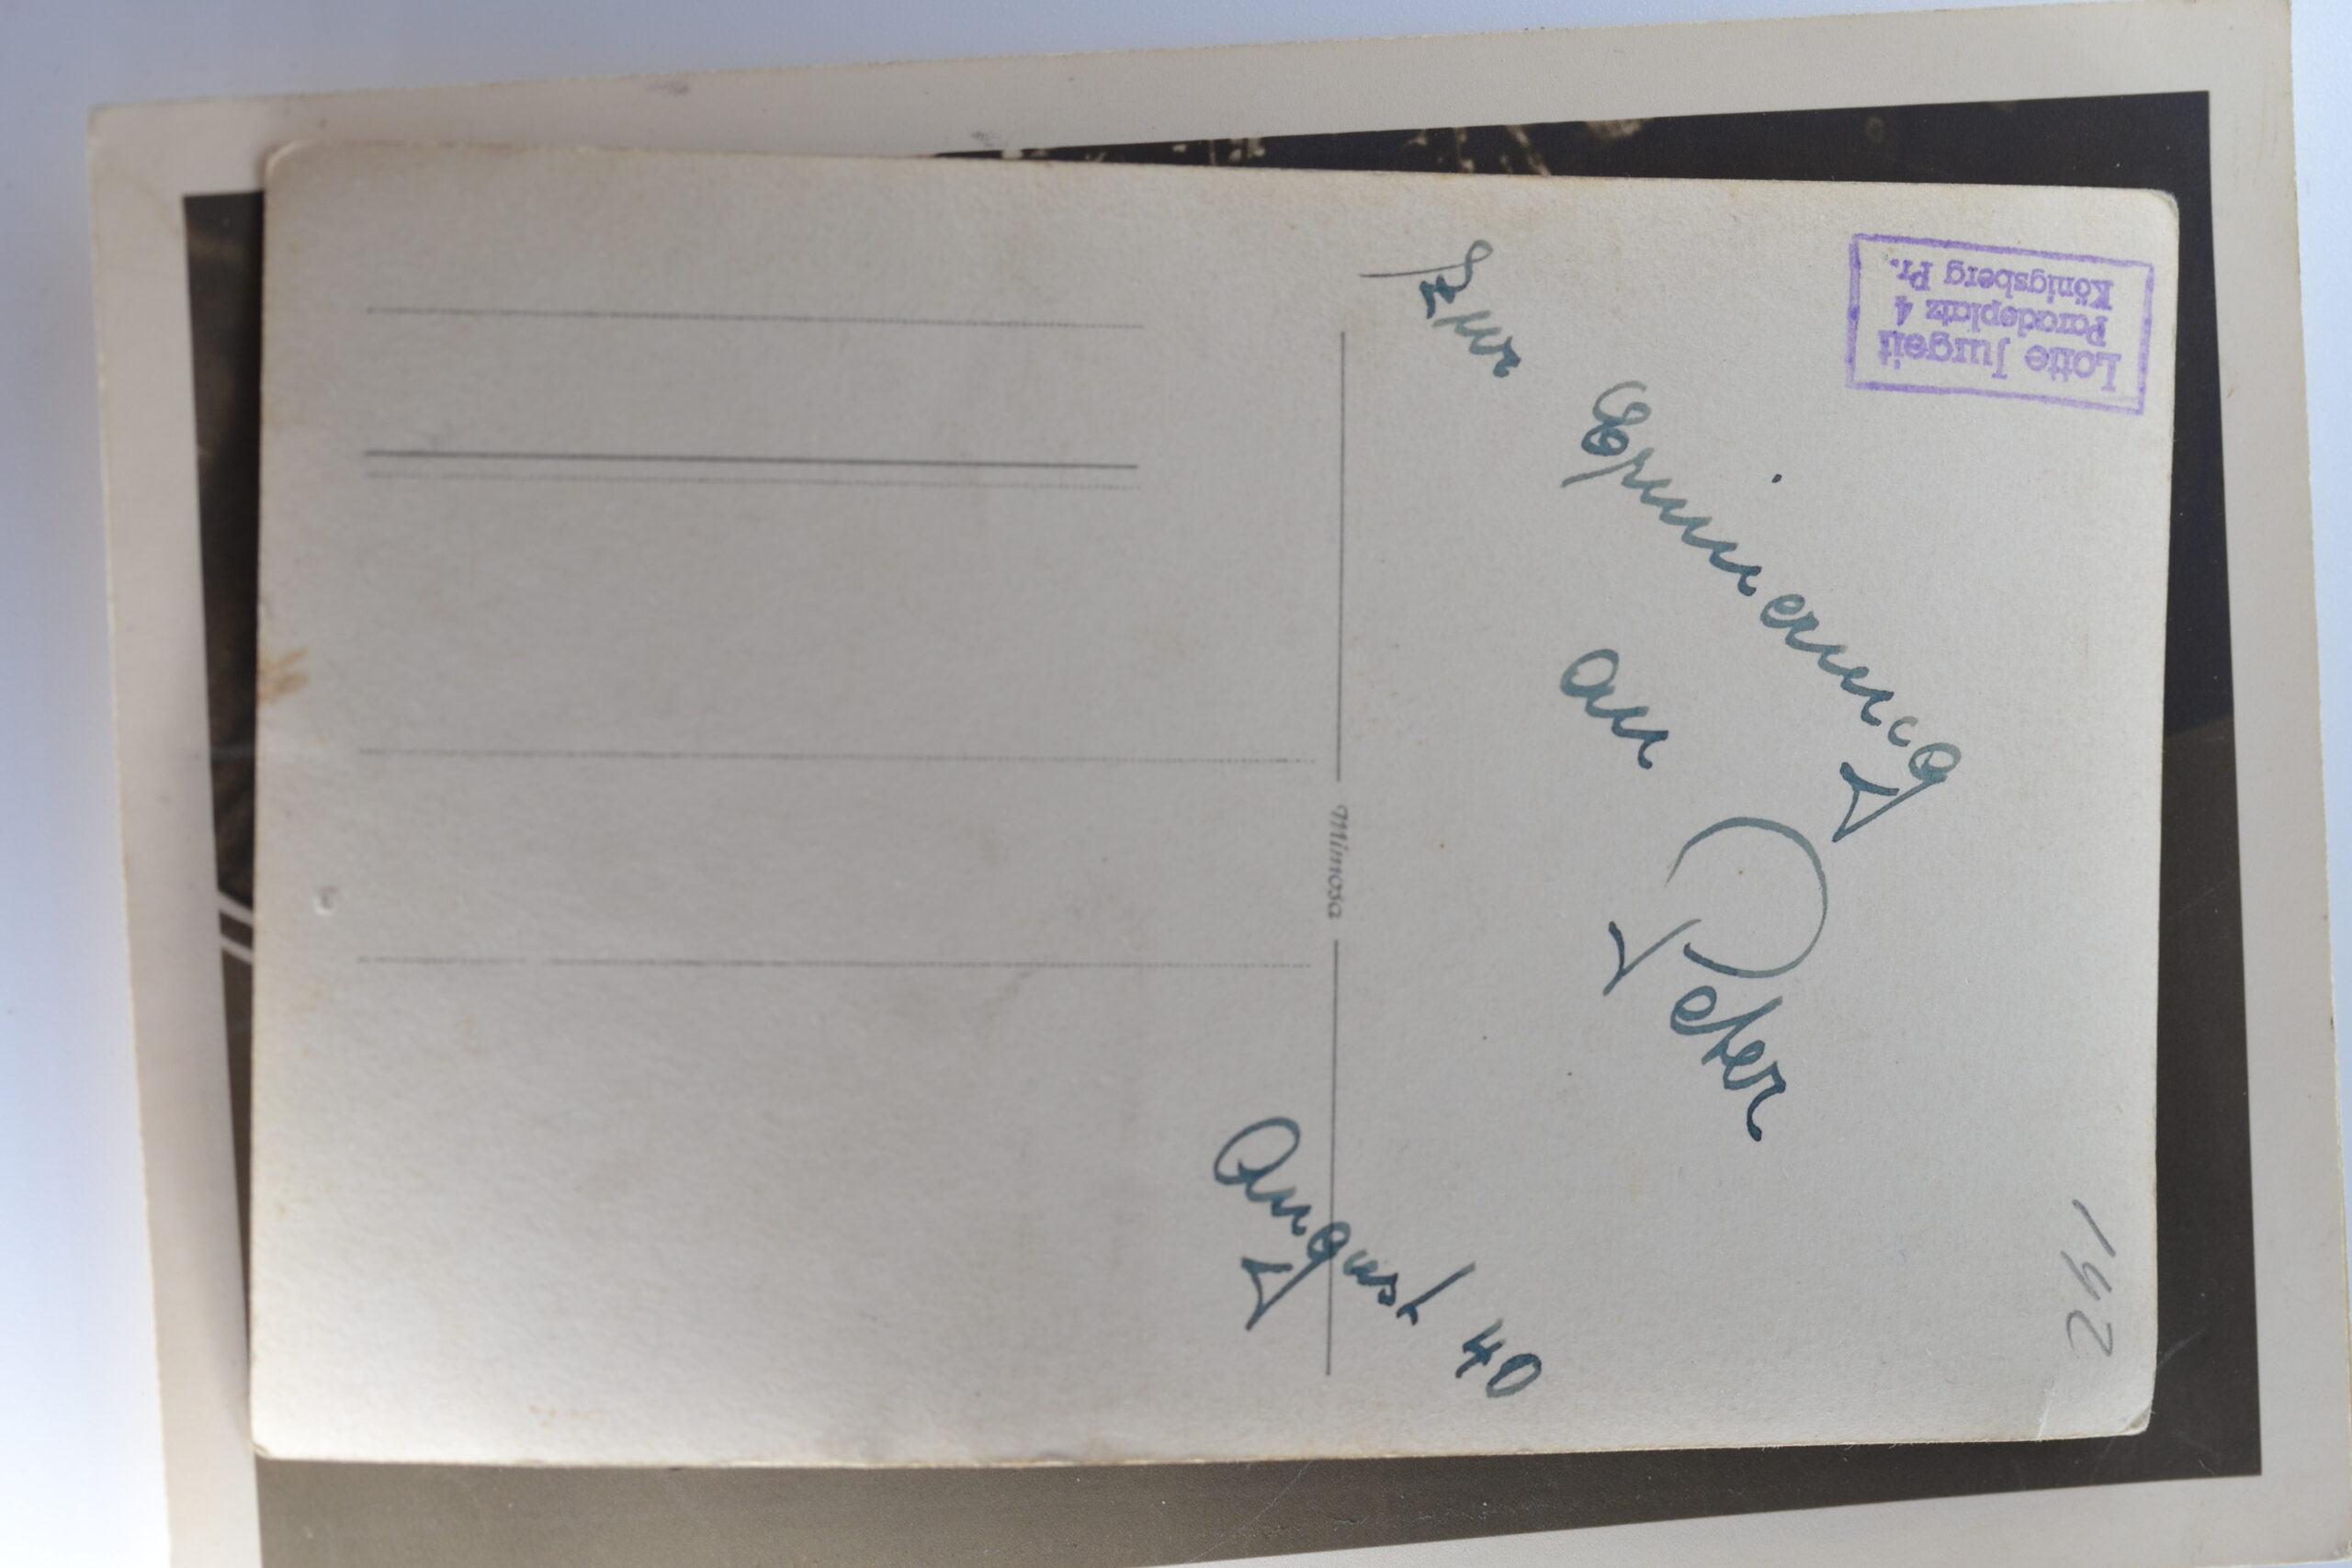 Lotte Jurgeit
Paradeplatz 4
Königsberg Pr.
Zur
Erinnerung
an
Peter
August 40
Mimosa
142